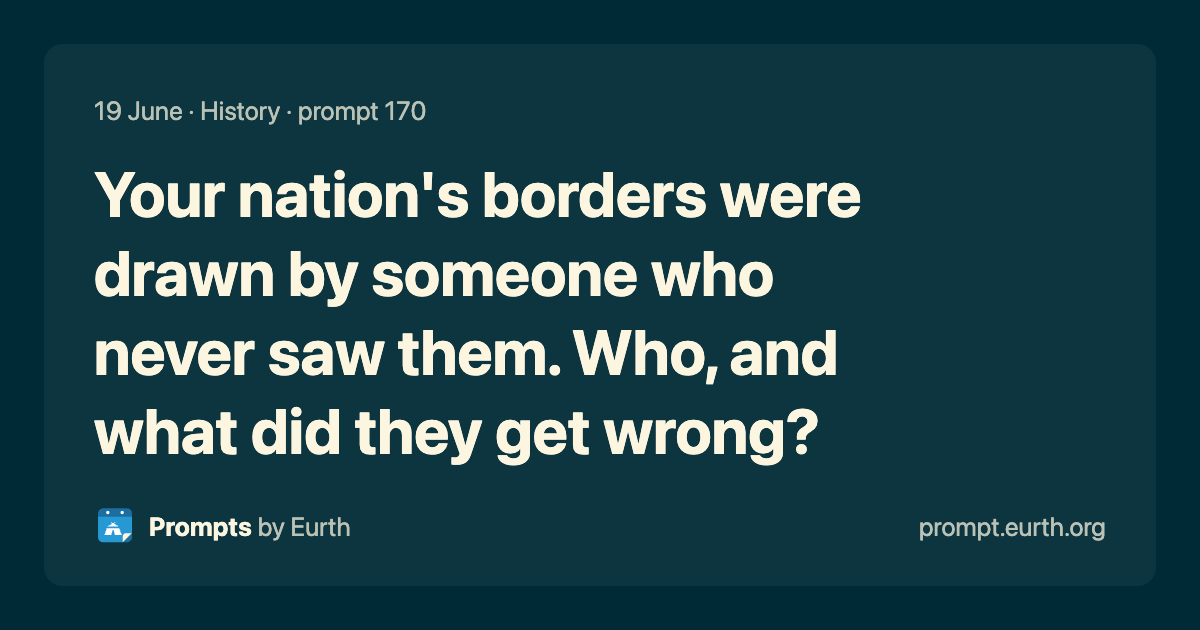 19 June · History · prompt 170
Your nation's borders were
drawn by someone who
never saw them. Who, and
what did they get wrong?
Prompts by Eurth
prompt.eurth.org